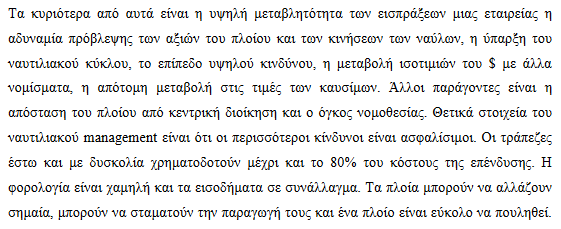 Τα κυριότερα από αυτά είναι η υψηλή μεταβλητότητα των εισπράξεων μιας εταιρείας η
αδυναμία πρόβλεψης των αξιών του πλοίου και των κινήσεων των ναύλων, η ύπαρξη του
ναυτιλιακού κύκλου, το επίπεδο υψηλού κινδύνου, η μεταβολή ισοτιμιών του $ με άλλα
νομίσματα, η απότομη μεταβολή στις τιμές των καυσίμων. Άλλοι παράγοντες είναι η
απόσταση του πλοίου από κεντρική διοίκηση και ο όγκος νομοθεσίας. Θετικά στοιχεία του
ναυτιλιακού management είναι ότι οι περισσότεροι κίνδυνοι είναι ασφαλίσιμοι. Οι τράπεζες
έστω και με δυσκολία χρηματοδοτούν μέχρι και το 80% του κόστους της επένδυσης. Η
φορολογία είναι χαμηλή και τα εισοδήματα σε συνάλλαγμα. Τα πλοία μπορούν να αλλάζουν
σημαία, μπορούν να σταματούν την παραγωγή τους και ένα πλοίο είναι εύκολο να πουληθεί.